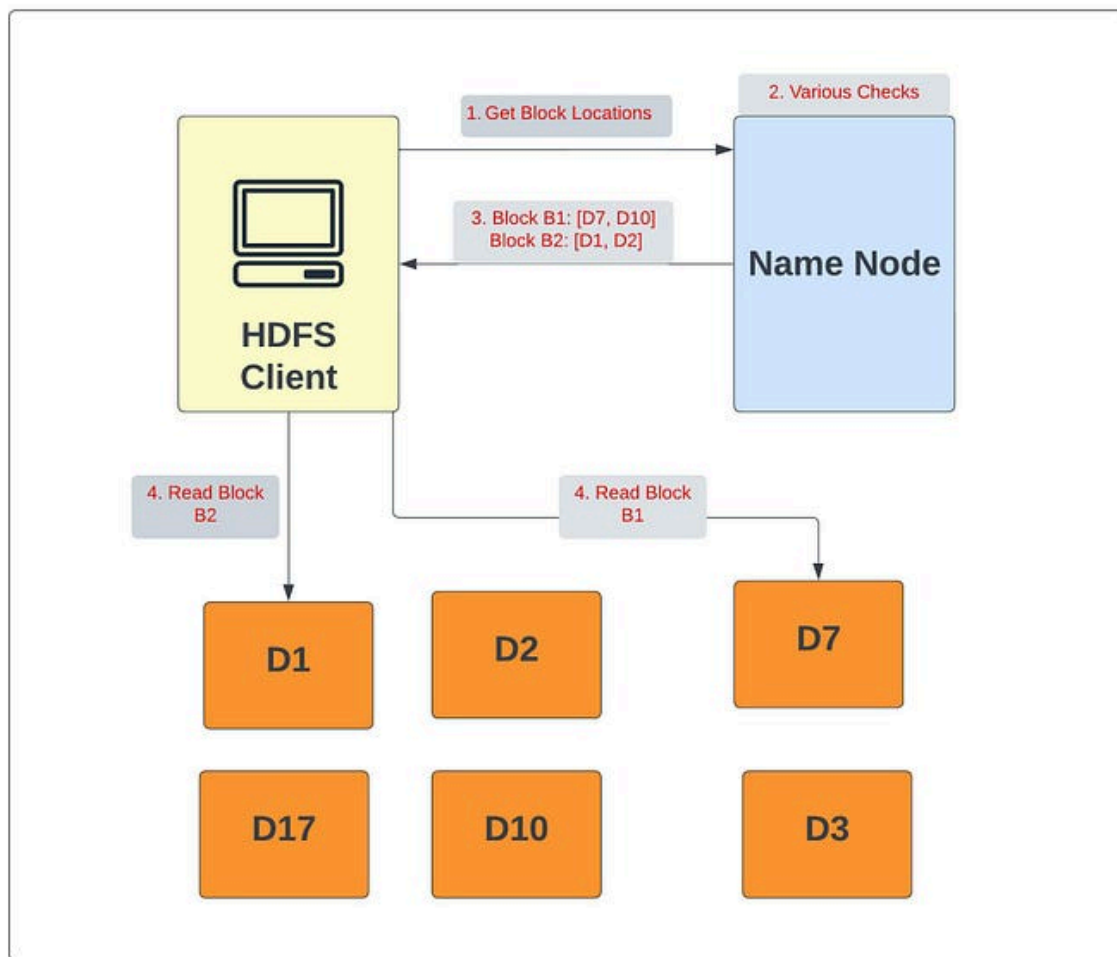 2. Various Checks
1. Get Block Locations
3. Block B1: [D7, D10]
Block B2: [D1, D2]
Name Node
HDFS
Client
4. Read Block
B2
4. Read Block
B1
D1
D2
D7
D17
D10
D3